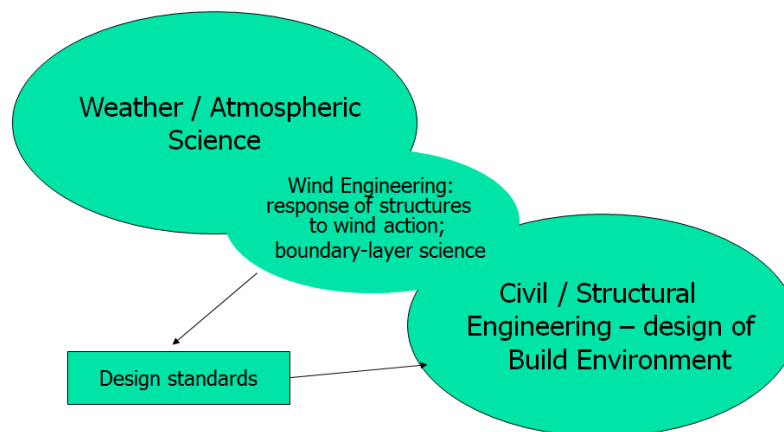 Weather / Atmospheric
Science
Wind Engineering:
response of structures
to wind action;
boundary-layer science
Civil / Structural
Engineering – design of
Build Environment
Design standards